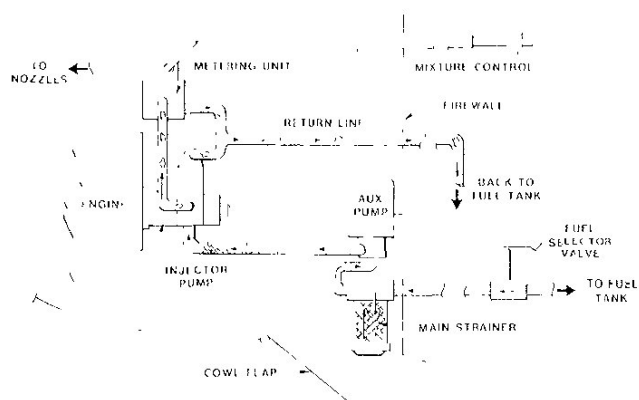 TO
NOZZLES
METERING UNIT
MIXTURE CONTROL
FIREWALL
RETURN LINE
BACK TO
FUEL TANK
ENGINE
AUX
PUMP
FUEL
SELECTOR
VALVE
INJECTOR
PUMP
TO FUEL
TANK
MAIN STRAINER
COWL FLAP